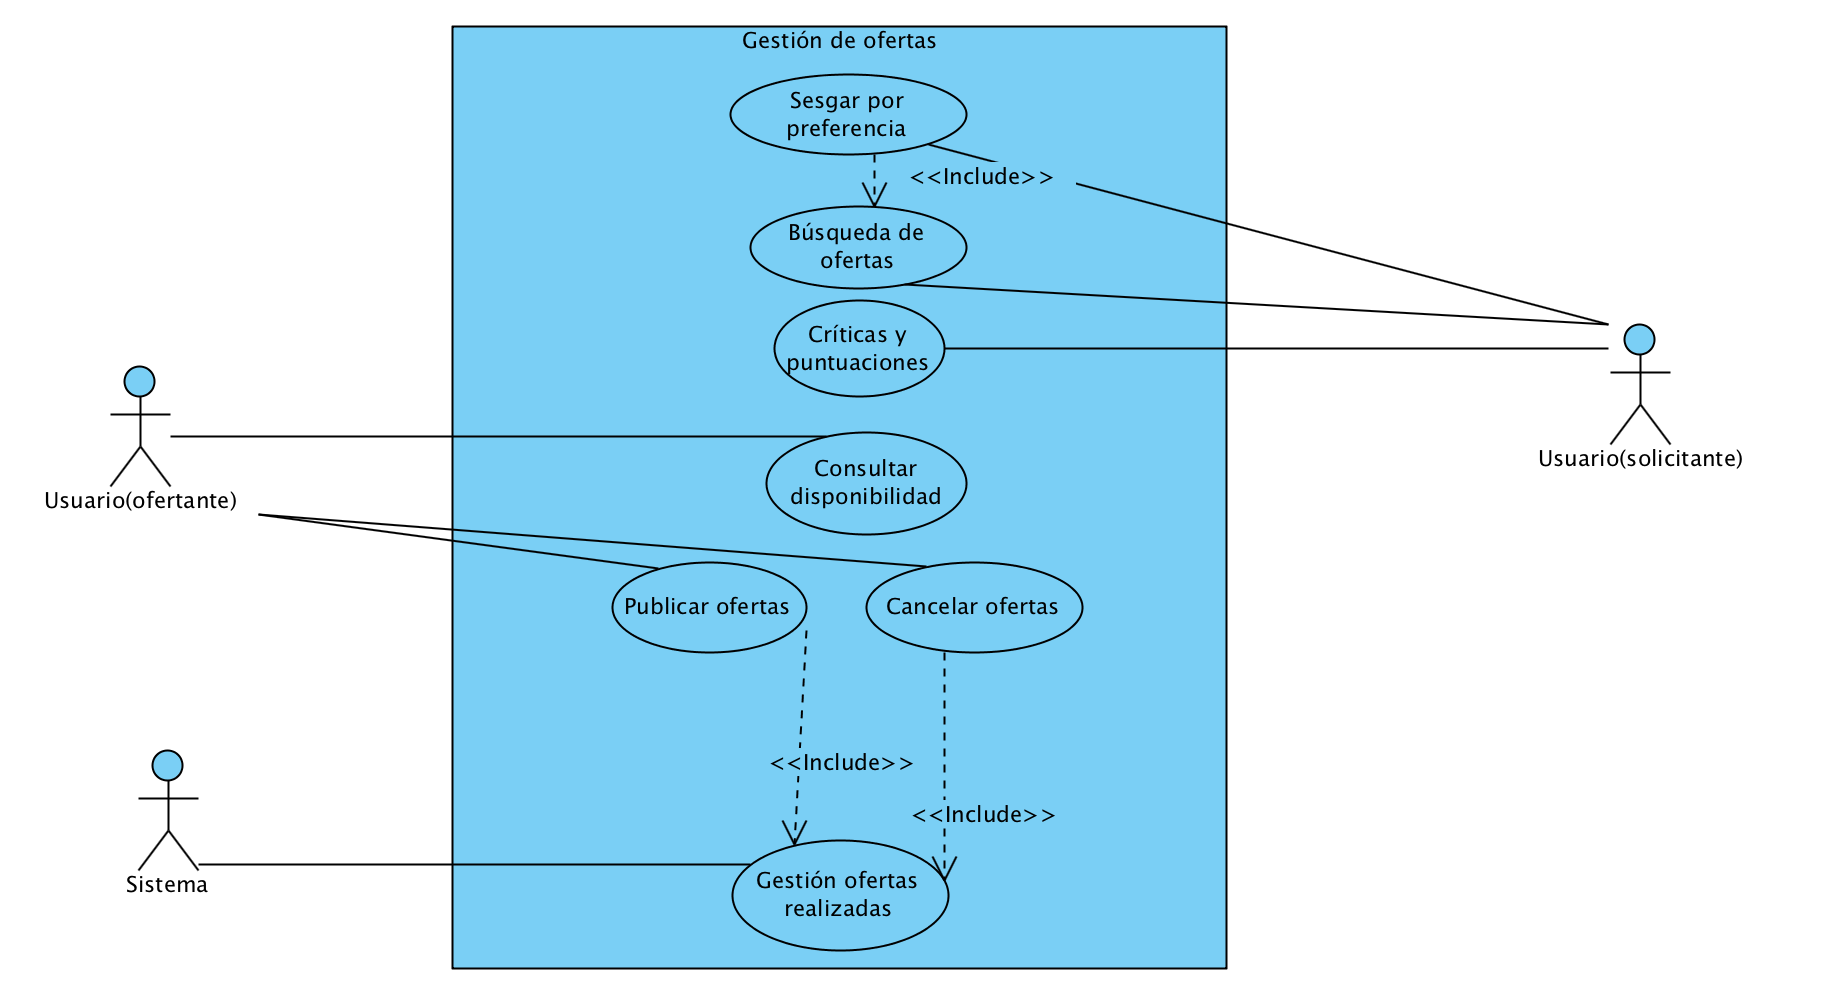 Gestión de ofertas
Sesgar por
preferencia
<<Include>>
Búsqueda de
ofertas
Críticas y
puntuaciones
Usuario(solicitante)
Consultar
disponibilidad
Usuario(ofertante)
Publicar ofertas
Cancelar ofertas
<<Include>>
<<Include>>
Sistema
Gestión ofertas
realizadas